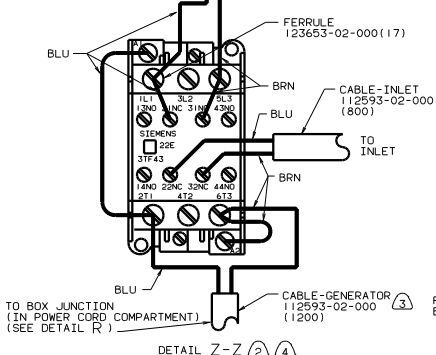 FERRULE
123653-02-000(17)
BLU
A1
BRN
1L1 3L2 5L3
13NO 21NC 31NC 43NO
CABLE-INLET
112593-02-000
(800)
BLU
SIEMENS
22E
3TF43
TO
INLET
14NO 22NC 32NC 44NO
2T1 4T2 6T3
BRN
A2
BLU
TO BOX JUNCTION
(IN POWER CORD COMPARTMENT)
(SEE DETAIL R)
CABLE-GENERATOR 3
112593-02-000
(1200)
DETAIL Z-Z 2 4